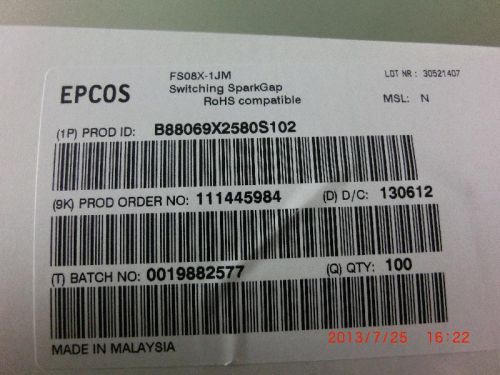 FS08X-1JM
LOT NR : 30521407
EPCOS
Switching SparkGap
RoHS compatible
MSL: N
(1P) PROD ID: B88069X2580S102
(9K) PROD ORDER NO: 111445984 (D) D/C: 130612
(T) BATCH NO: 0019882577 (Q) QTY: 100
MADE IN MALAYSIA
2013/7/25 16:22